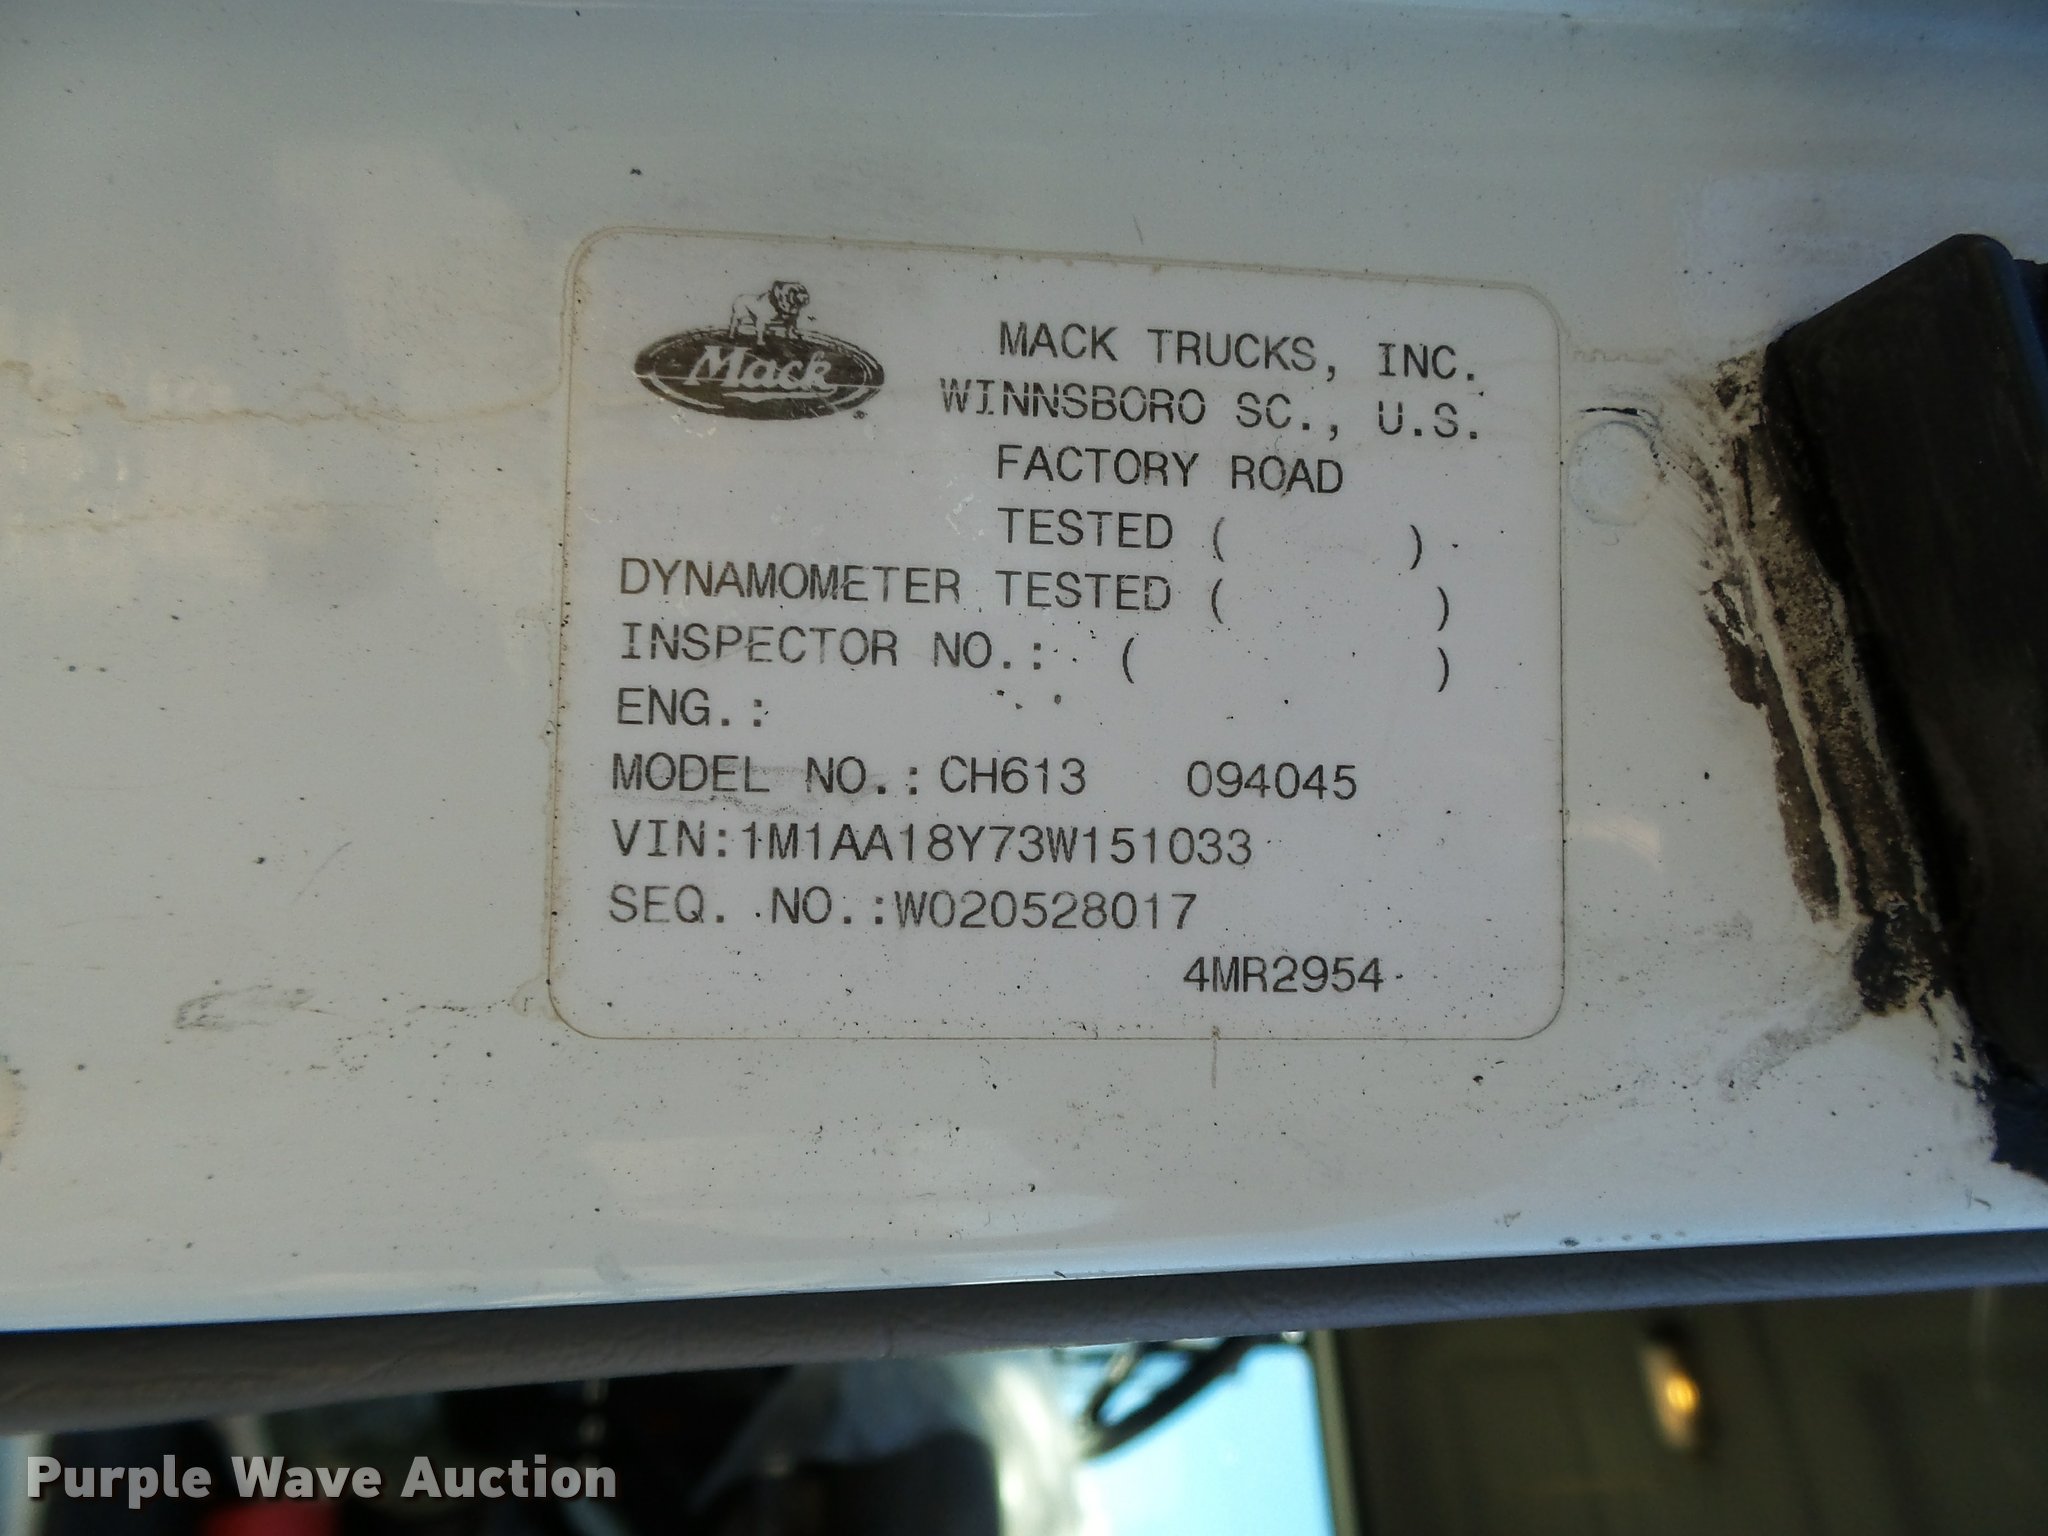 Mack
MACK TRUCKS, INC.
WINNSBORO SC., U.S.
FACTORY ROAD
TESTED ( )
DYNAMOMETER TESTED ( )
INSPECTOR NO.: ( )
ENG.:
MODEL NO.: CH613 094045
VIN:1M1AA18Y73W151033
SEQ. NO.:W020528017
4MR2954
Purple Wave Auction